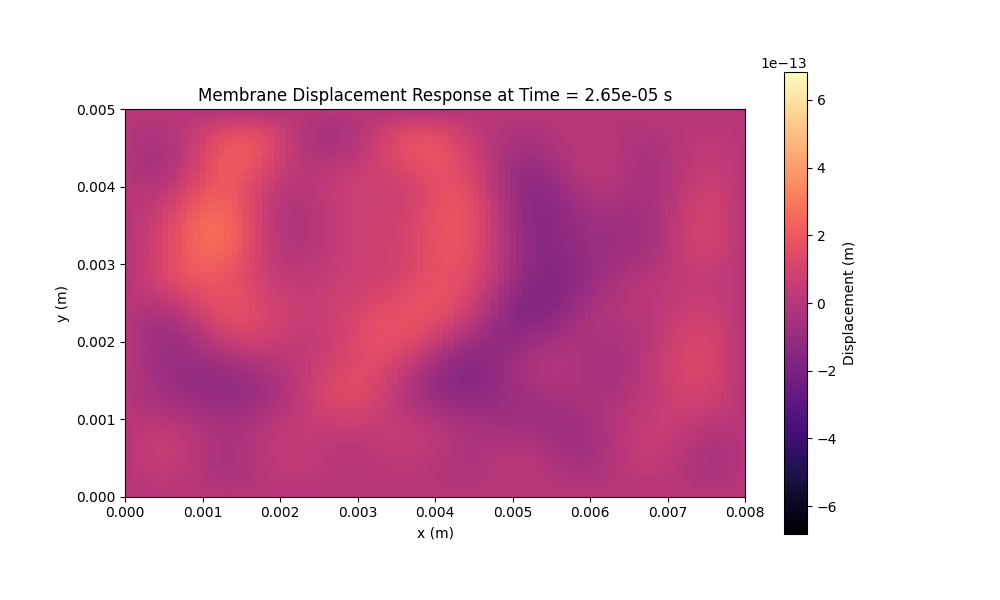 1e−13
Membrane Displacement Response at Time = 2.65e-05 s
0.005
0.004
0.003
0.002
0.001
0.000
y (m)
0.000 0.001 0.002 0.003 0.004 0.005 0.006 0.007 0.008
x (m)
6
4
2
0
−2
−4
−6
Displacement (m)